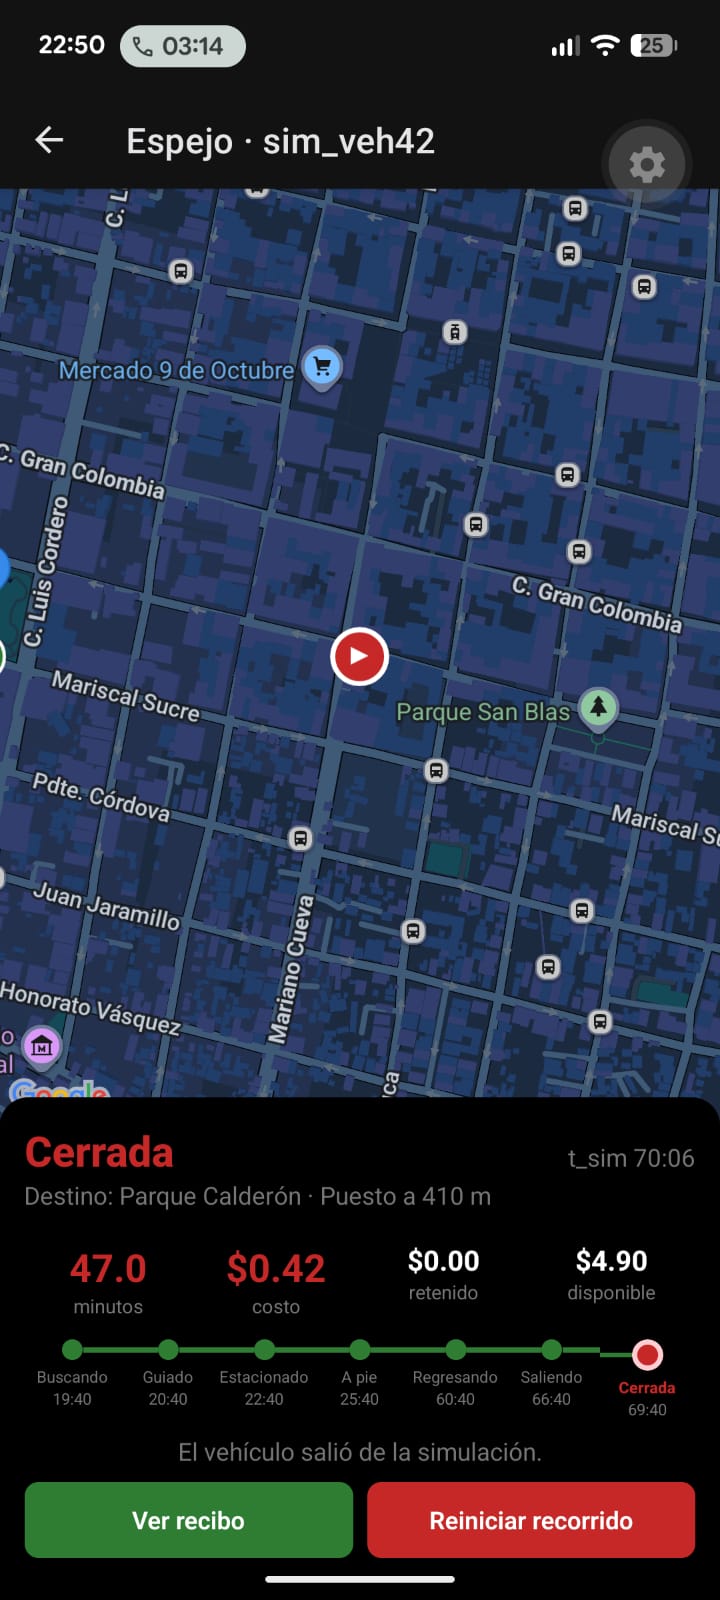 22:50
03:14
25
Espejo · sim_veh42
C. L
Mercado 9 de Octubre
C. Gran Colombia
C. Luis Cordero
C. Gran Colombia
Mariscal Sucre
Parque San Blas
Pdte. Córdova
Mariscal Su
Juan Jaramillo
Mariano Cueva
Honorato Vásquez
o
al
M
Google
ca
Cerrada
t_sim 70:06
Destino: Parque Calderón · Puesto a 410 m
47.0 $0.42 $0.00 $4.90
minutos costo retenido disponible
Buscando Guiado Estacionado A pie Regresando Saliendo Cerrada
19:40 20:40 22:40 25:40 60:40 66:40 69:40
El vehículo salió de la simulación.
Ver recibo Reiniciar recorrido